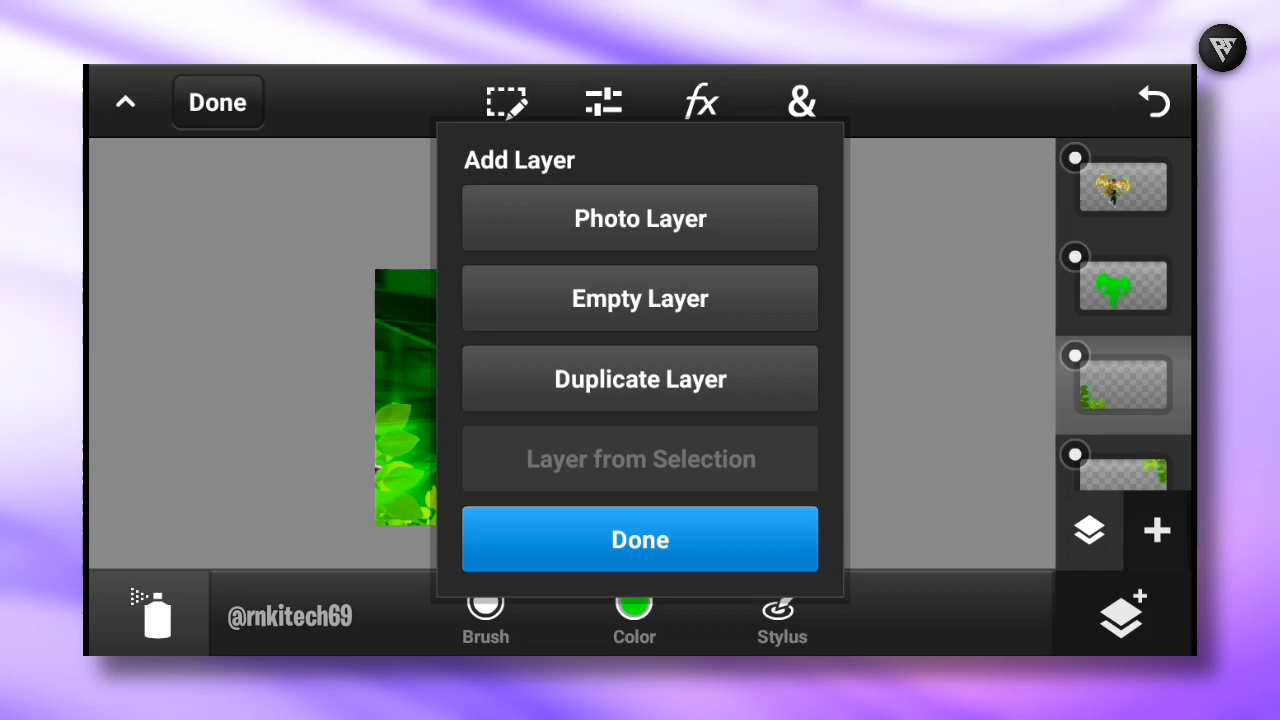 Done
fx
&
Add Layer
Photo Layer
Empty Layer
Duplicate Layer
Layer from Selection
Done
@rnkitech69
Brush
Color
Stylus